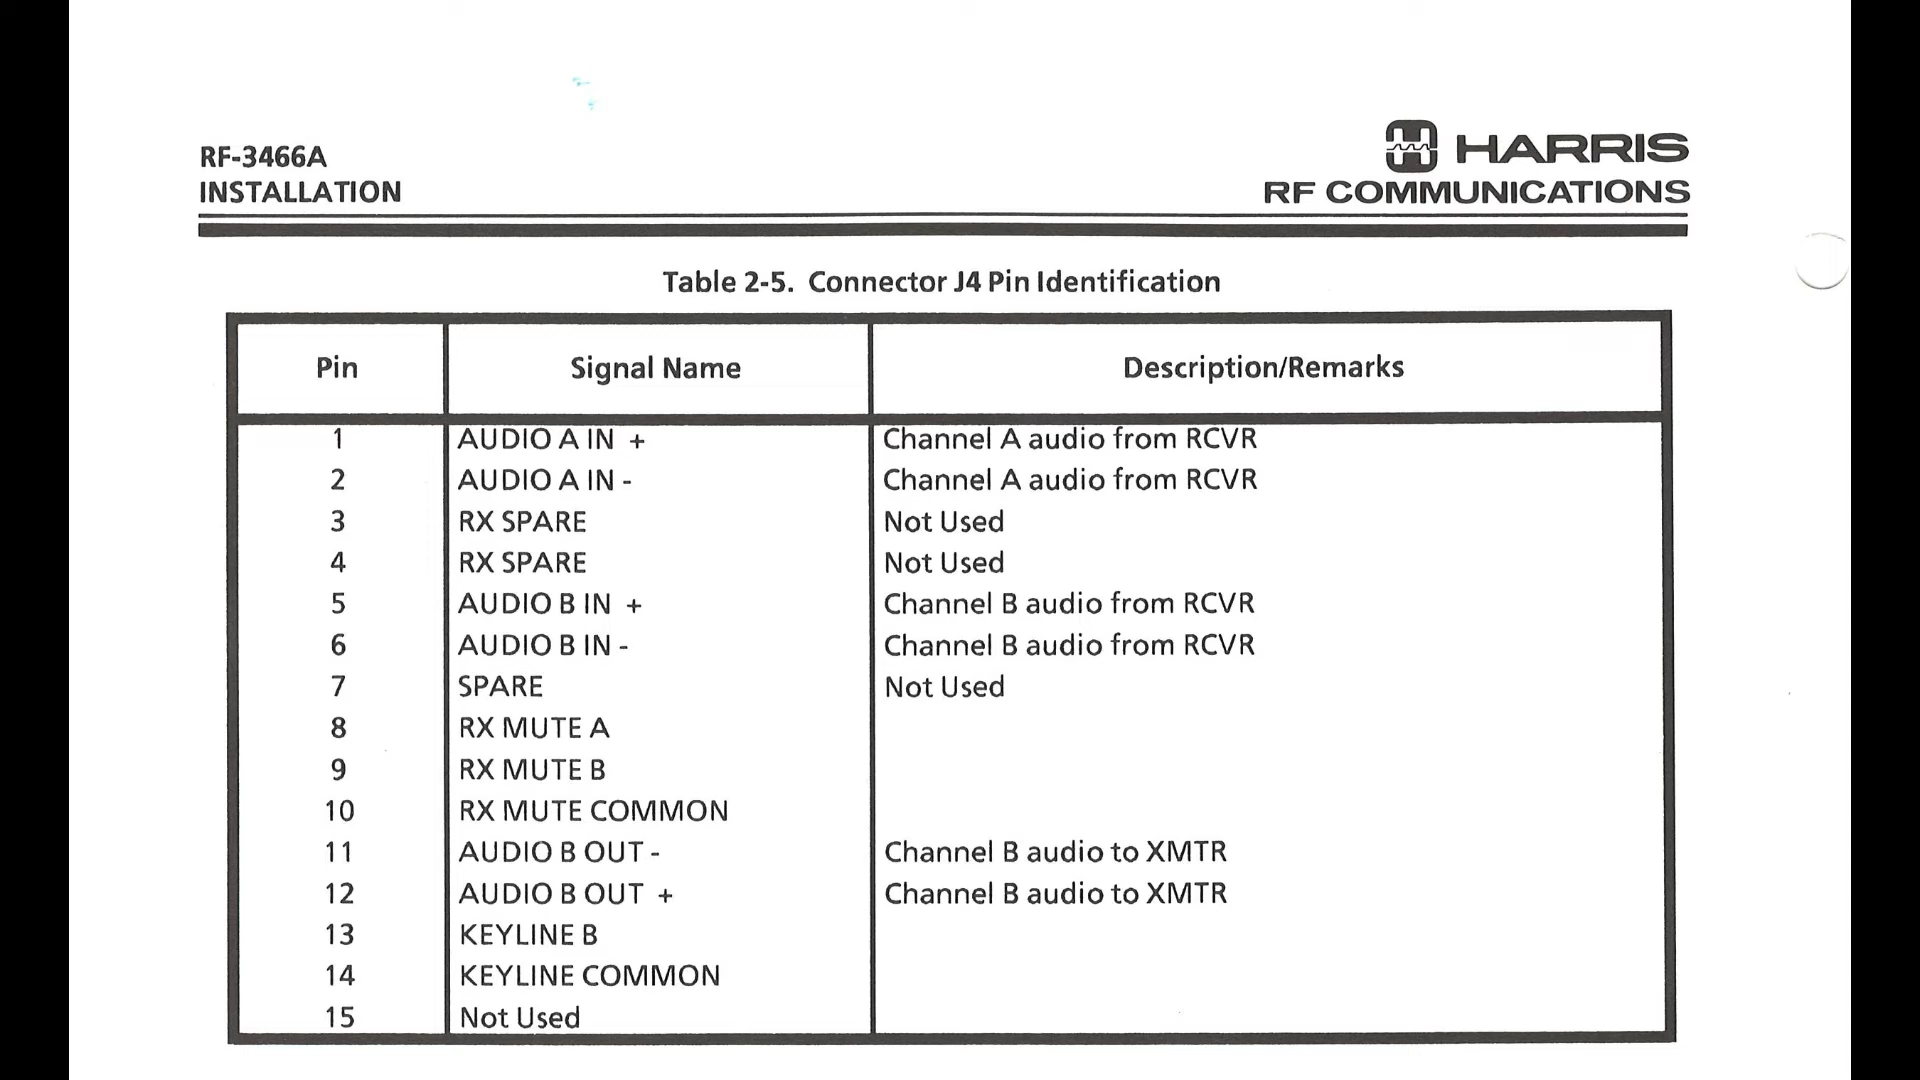 RF-3466A
INSTALLATION
HARRIS
RF COMMUNICATIONS
Table 2-5. Connector J4 Pin Identification
Pin Signal Name Description/Remarks
1 AUDIO A IN + Channel A audio from RCVR
2 AUDIO A IN - Channel A audio from RCVR
3 RX SPARE Not Used
4 RX SPARE Not Used
5 AUDIO B IN + Channel B audio from RCVR
6 AUDIO B IN - Channel B audio from RCVR
7 SPARE Not Used
8 RX MUTE A
9 RX MUTE B
10 RX MUTE COMMON
11 AUDIO B OUT - Channel B audio to XMTR
12 AUDIO B OUT + Channel B audio to XMTR
13 KEYLINE B
14 KEYLINE COMMON
15 Not Used